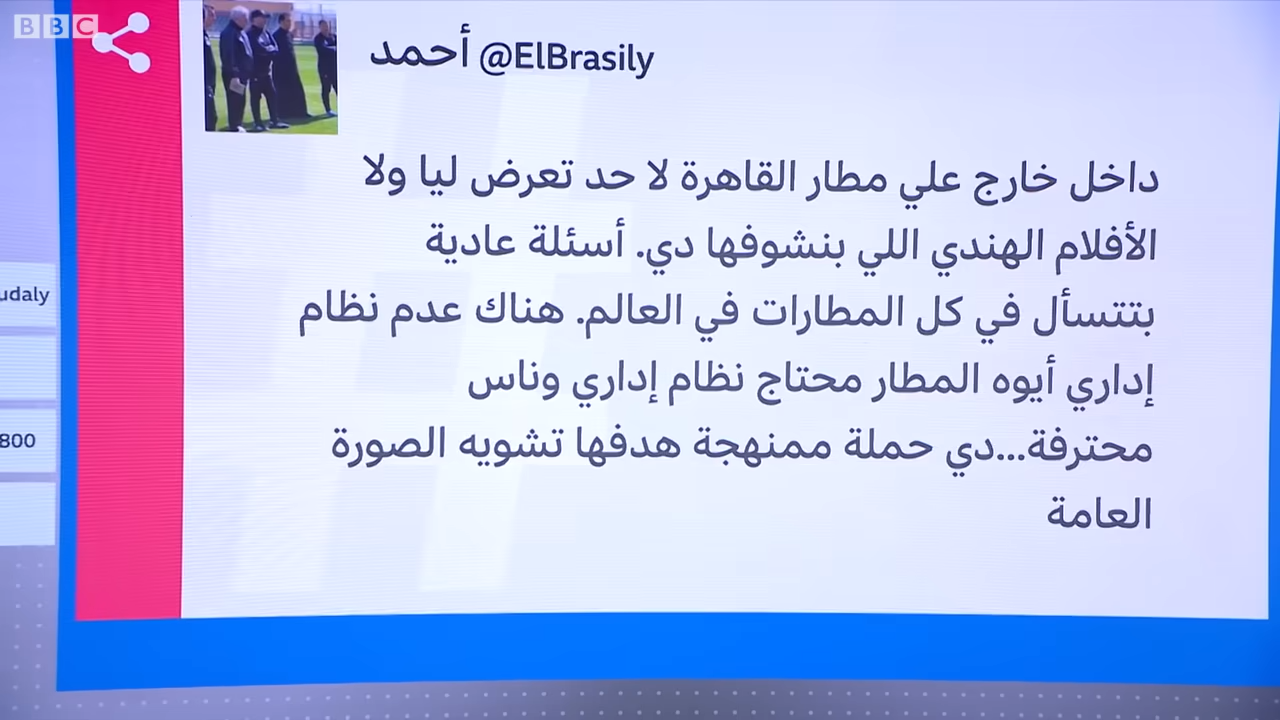 BBC
أحمد @ElBrasily
داخل خارج علي مطار القاهرة لا حد تعرض ليا ولا
الأفلام الهندي اللي بنشوفها دي. أسئلة عادية
بتتسأل في كل المطارات في العالم. هناك عدم نظام
إداري أيوه المطار محتاج نظام إداري وناس
محترفة...دي حملة ممنهجة هدفها تشويه الصورة
العامة
udaly
800